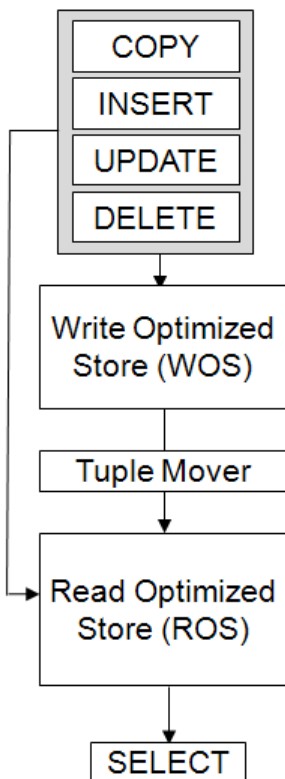 COPY
INSERT
UPDATE
DELETE
Write Optimized
Store (WOS)
Tuple Mover
Read Optimized
Store (ROS)
SELECT